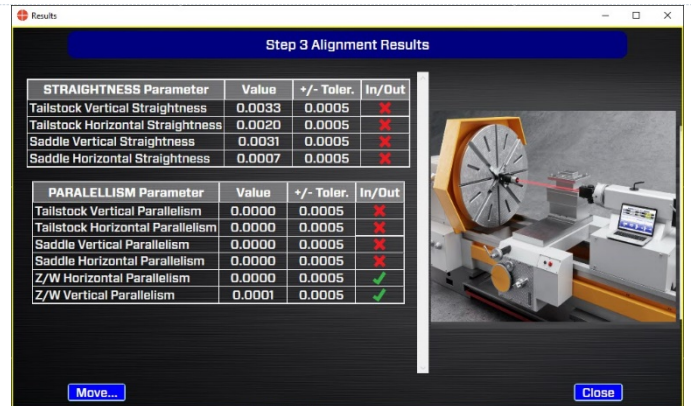 Results
Step 3 Alignment Results
STRAIGHTNESS Parameter Value +/- Toler. In/Out
Tailstock Vertical Straightness 0.0033 0.0005
Tailstock Horizontal Straightness 0.0020 0.0005
Saddle Vertical Straightness 0.0031 0.0005
Saddle Horizontal Straightness 0.0007 0.0005
PARALELLISM Parameter Value +/- Toler. In/Out
Tailstock Vertical Parallelism 0.0000 0.0005
Tailstock Horizontal Parallelism 0.0000 0.0005
Saddle Vertical Parallelism 0.0000 0.0005
Saddle Horizontal Parallelism 0.0000 0.0005
Z/W Horizontal Parallelism 0.0000 0.0005
Z/W Vertical Parallelism 0.0001 0.0005
Move... Close